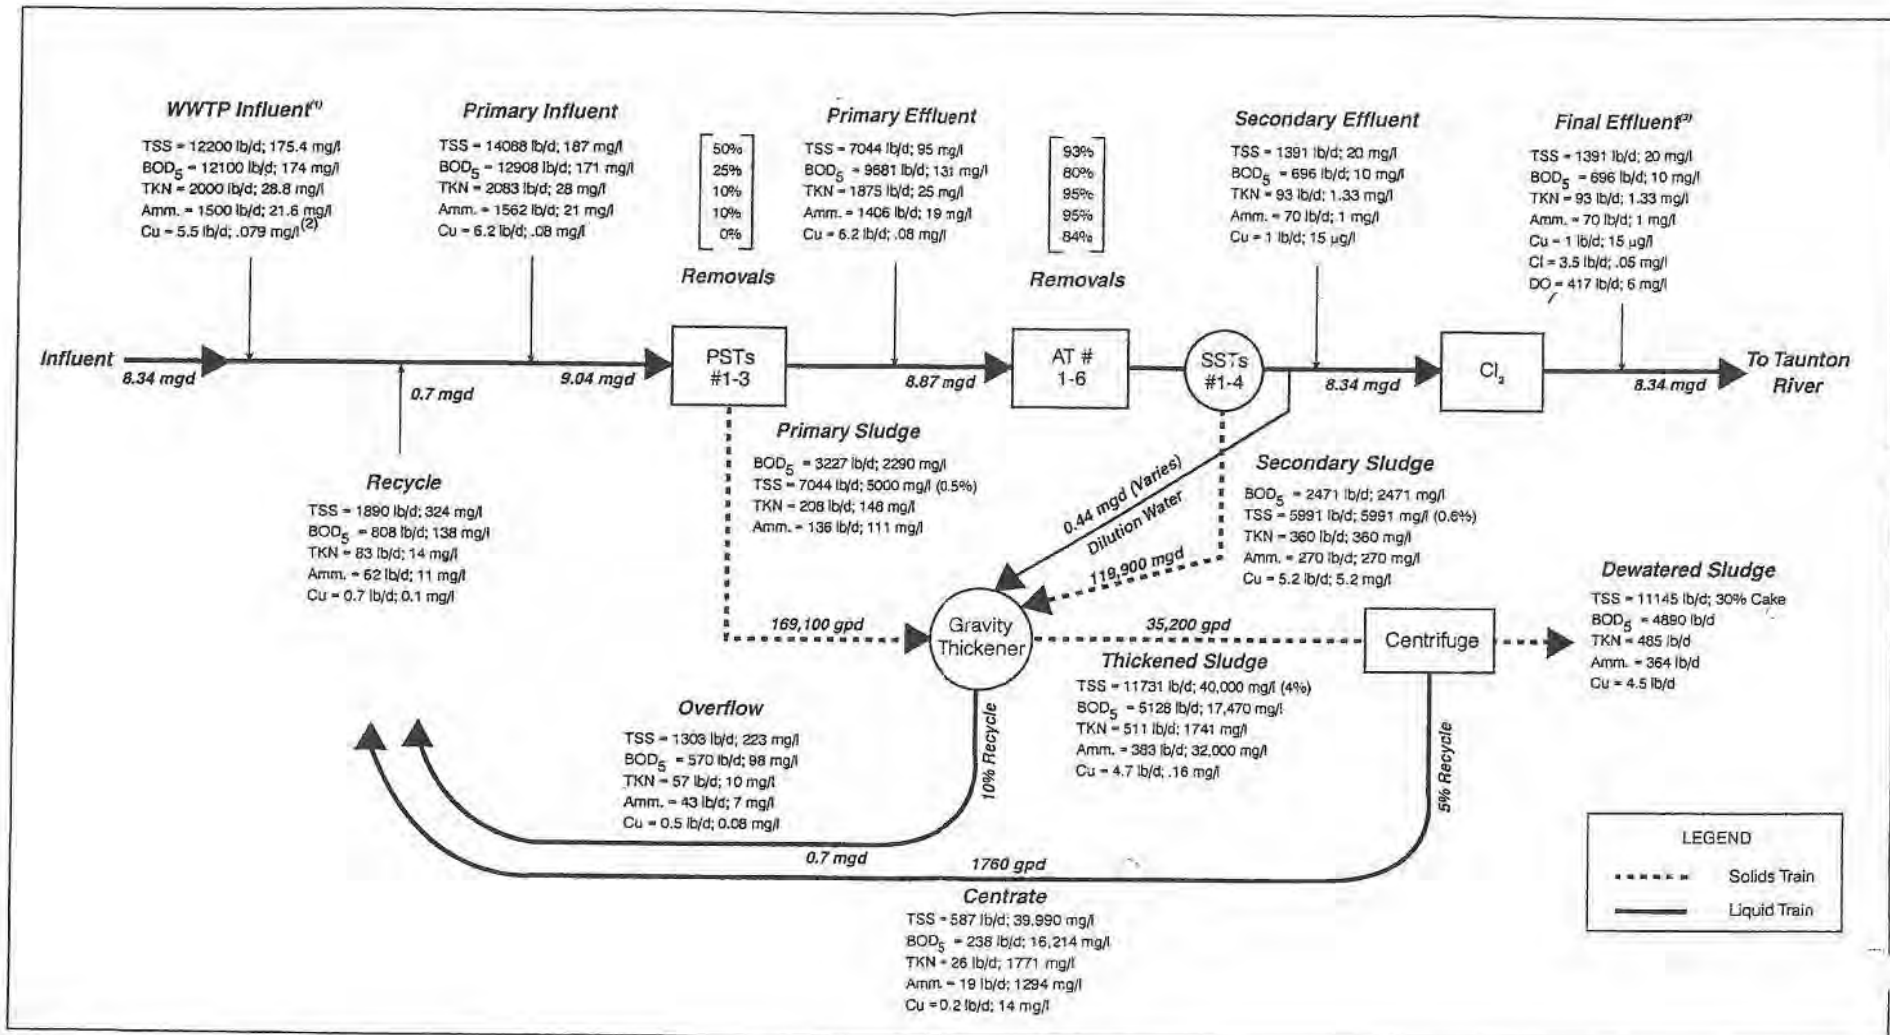 WWTP Influent(1)
TSS = 12200 lb/d; 175.4 mg/l
BOD5 = 12100 lb/d; 174 mg/l
TKN = 2000 lb/d; 28.8 mg/l
Amm. = 1500 lb/d; 21.6 mg/l
Cu = 5.5 lb/d; .079 mg/l(2)
Primary Influent
TSS = 14088 lb/d; 187 mg/l
BOD5 = 12908 lb/d; 171 mg/l
TKN = 2083 lb/d; 28 mg/l
Amm. = 1562 lb/d; 21 mg/l
Cu = 6.2 lb/d; .08 mg/l
50%
25%
10%
10%
0%
Removals
Primary Effluent
TSS = 7044 lb/d; 95 mg/l
BOD5 = 9681 lb/d; 131 mg/l
TKN = 1875 lb/d; 25 mg/l
Amm. = 1406 lb/d; 19 mg/l
Cu = 6.2 lb/d; .08 mg/l
93%
80%
95%
95%
84%
Removals
Secondary Effluent
TSS = 1391 lb/d; 20 mg/l
BOD5 = 696 lb/d; 10 mg/l
TKN = 93 lb/d; 1.33 mg/l
Amm. = 70 lb/d; 1 mg/l
Cu = 1 lb/d; 15 µg/l
Final Effluent(3)
TSS = 1391 lb/d; 20 mg/l
BOD5 = 696 lb/d; 10 mg/l
TKN = 93 lb/d; 1.33 mg/l
Amm. = 70 lb/d; 1 mg/l
Cu = 1 lb/d; 15 µg/l
Cl = 3.5 lb/d; .05 mg/l
DO = 417 lb/d; 6 mg/l
Influent
8.34 mgd
0.7 mgd
9.04 mgd
PSTs
#1-3
8.87 mgd
AT #
1-6
SSTs
#1-4
8.34 mgd
Cl2
8.34 mgd
To Taunton
River
Recycle
TSS = 1890 lb/d; 324 mg/l
BOD5 = 808 lb/d; 138 mg/l
TKN = 83 lb/d; 14 mg/l
Amm. = 62 lb/d; 11 mg/l
Cu = 0.7 lb/d; 0.1 mg/l
Primary Sludge
BOD5 = 3227 lb/d; 2290 mg/l
TSS = 7044 lb/d; 5000 mg/l (0.5%)
TKN = 208 lb/d; 148 mg/l
Amm. = 136 lb/d; 111 mg/l
0.44 mgd (Varies)
Dilution Water
119,900 mgd
Secondary Sludge
BOD5 = 2471 lb/d; 2471 mg/l
TSS = 5991 lb/d; 5991 mg/l (0.6%)
TKN = 360 lb/d; 360 mg/l
Amm. = 270 lb/d; 270 mg/l
Cu = 5.2 lb/d; 5.2 mg/l
169,100 gpd
Gravity
Thickener
35,200 gpd
Centrifuge
Dewatered Sludge
TSS = 11145 lb/d; 30% Cake
BOD5 = 4890 lb/d
TKN = 485 lb/d
Amm. = 364 lb/d
Cu = 4.5 lb/d
Thickened Sludge
TSS = 11731 lb/d; 40,000 mg/l (4%)
BOD5 = 5128 lb/d; 17,470 mg/l
TKN = 511 lb/d; 1741 mg/l
Amm. = 383 lb/d; 32,000 mg/l
Cu = 4.7 lb/d; .16 mg/l
Overflow
TSS = 1303 lb/d; 223 mg/l
BOD5 = 570 lb/d; 98 mg/l
TKN = 57 lb/d; 10 mg/l
Amm. = 43 lb/d; 7 mg/l
Cu = 0.5 lb/d; 0.08 mg/l
10% Recycle
5% Recycle
0.7 mgd
1760 gpd
Centrate
TSS = 587 lb/d; 39.990 mg/l
BOD5 = 238 lb/d; 16,214 mg/l
TKN = 26 lb/d; 1771 mg/l
Amm. = 19 lb/d; 1294 mg/l
Cu = 0.2 lb/d; 14 mg/l
LEGEND
Solids Train
Liquid Train